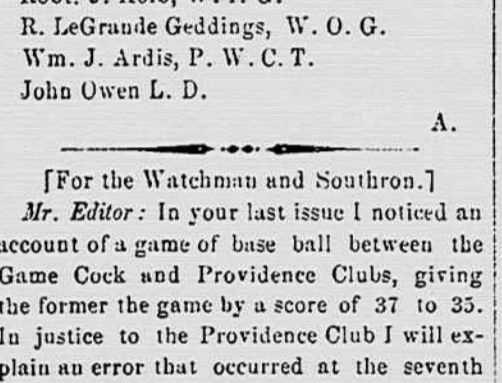 R. LeGrande Geddings, W. O. G.
Wm. J. Ardis, P. W. C. T.
John Owen L. D.
A.
[For the Watchman and Southron.]
Mr. Editor: In your last issue I noticed an
account of a game of base ball between the
Game Cock and Providence Clubs, giving
the former the game by a score of 37 to 35.
In justice to the Providence Club I will ex-
plain an error that occurred at the seventh